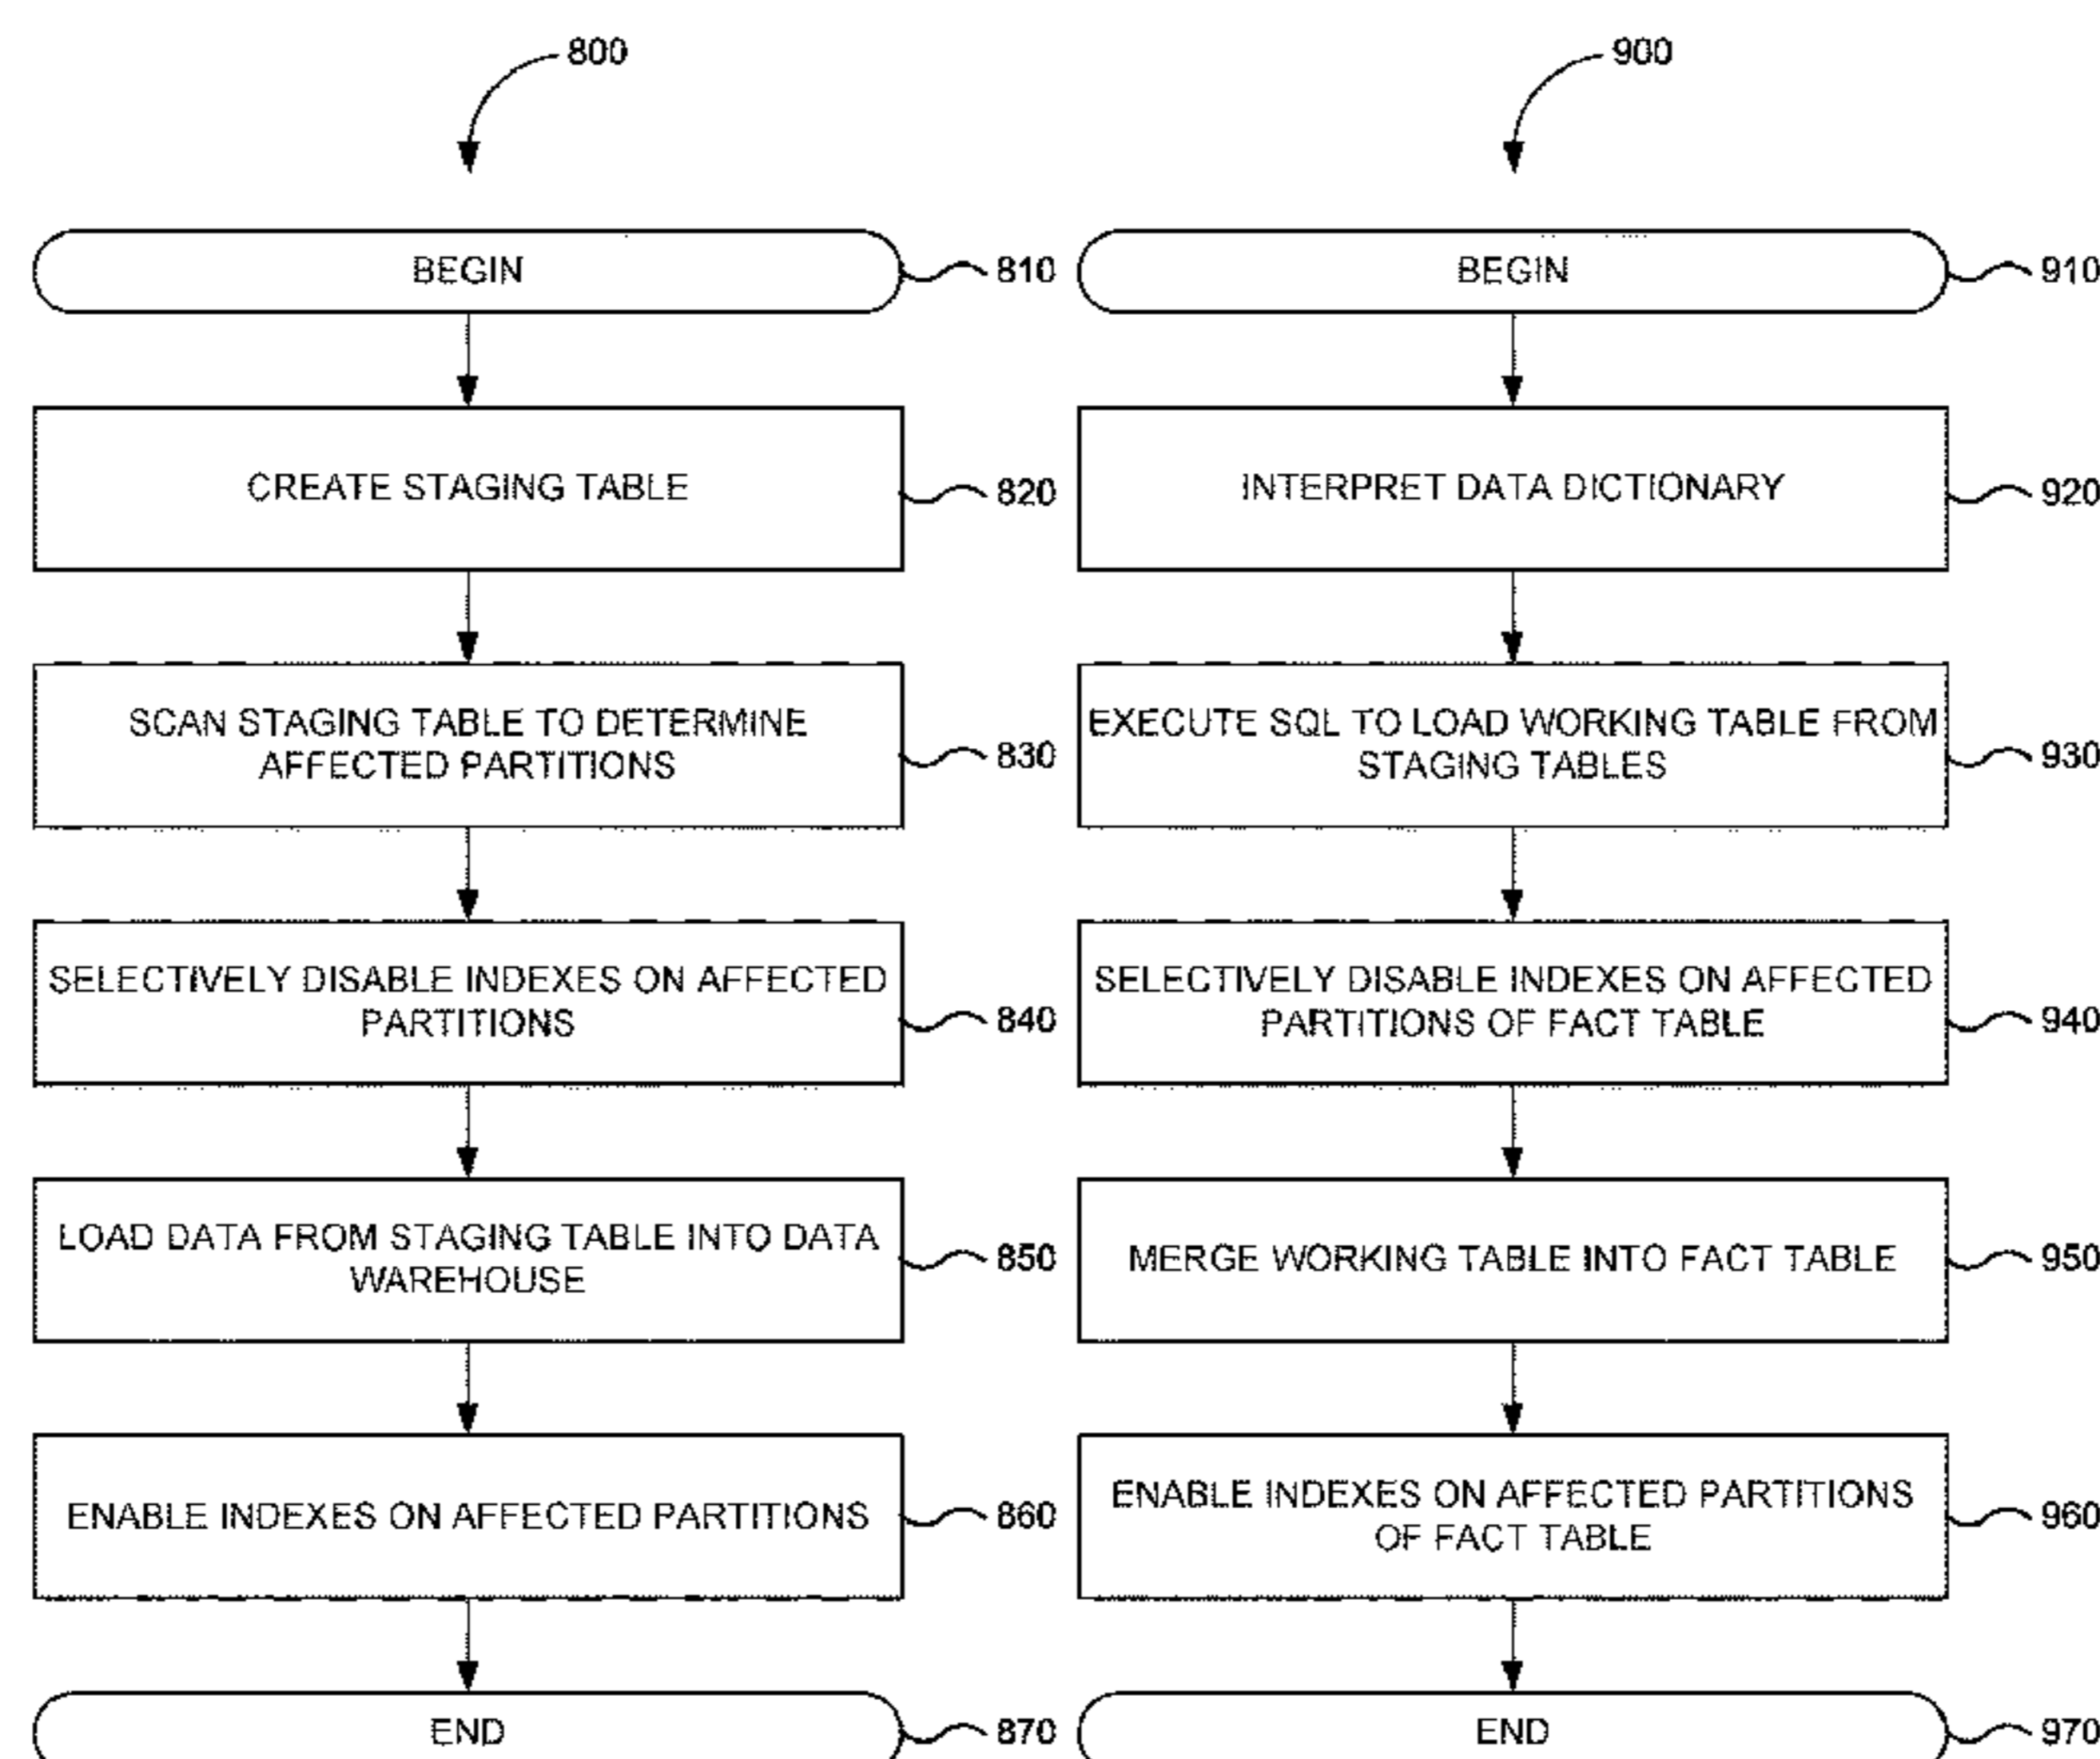 800
BEGIN
810
CREATE STAGING TABLE
820
SCAN STAGING TABLE TO DETERMINE
AFFECTED PARTITIONS
830
SELECTIVELY DISABLE INDEXES ON AFFECTED
PARTITIONS
840
LOAD DATA FROM STAGING TABLE INTO DATA
WAREHOUSE
850
ENABLE INDEXES ON AFFECTED PARTITIONS
860
END
870
900
BEGIN
910
INTERPRET DATA DICTIONARY
920
EXECUTE SQL TO LOAD WORKING TABLE FROM
STAGING TABLES
930
SELECTIVELY DISABLE INDEXES ON AFFECTED
PARTITIONS OF FACT TABLE
940
MERGE WORKING TABLE INTO FACT TABLE
950
ENABLE INDEXES ON AFFECTED PARTITIONS
OF FACT TABLE
960
END
970